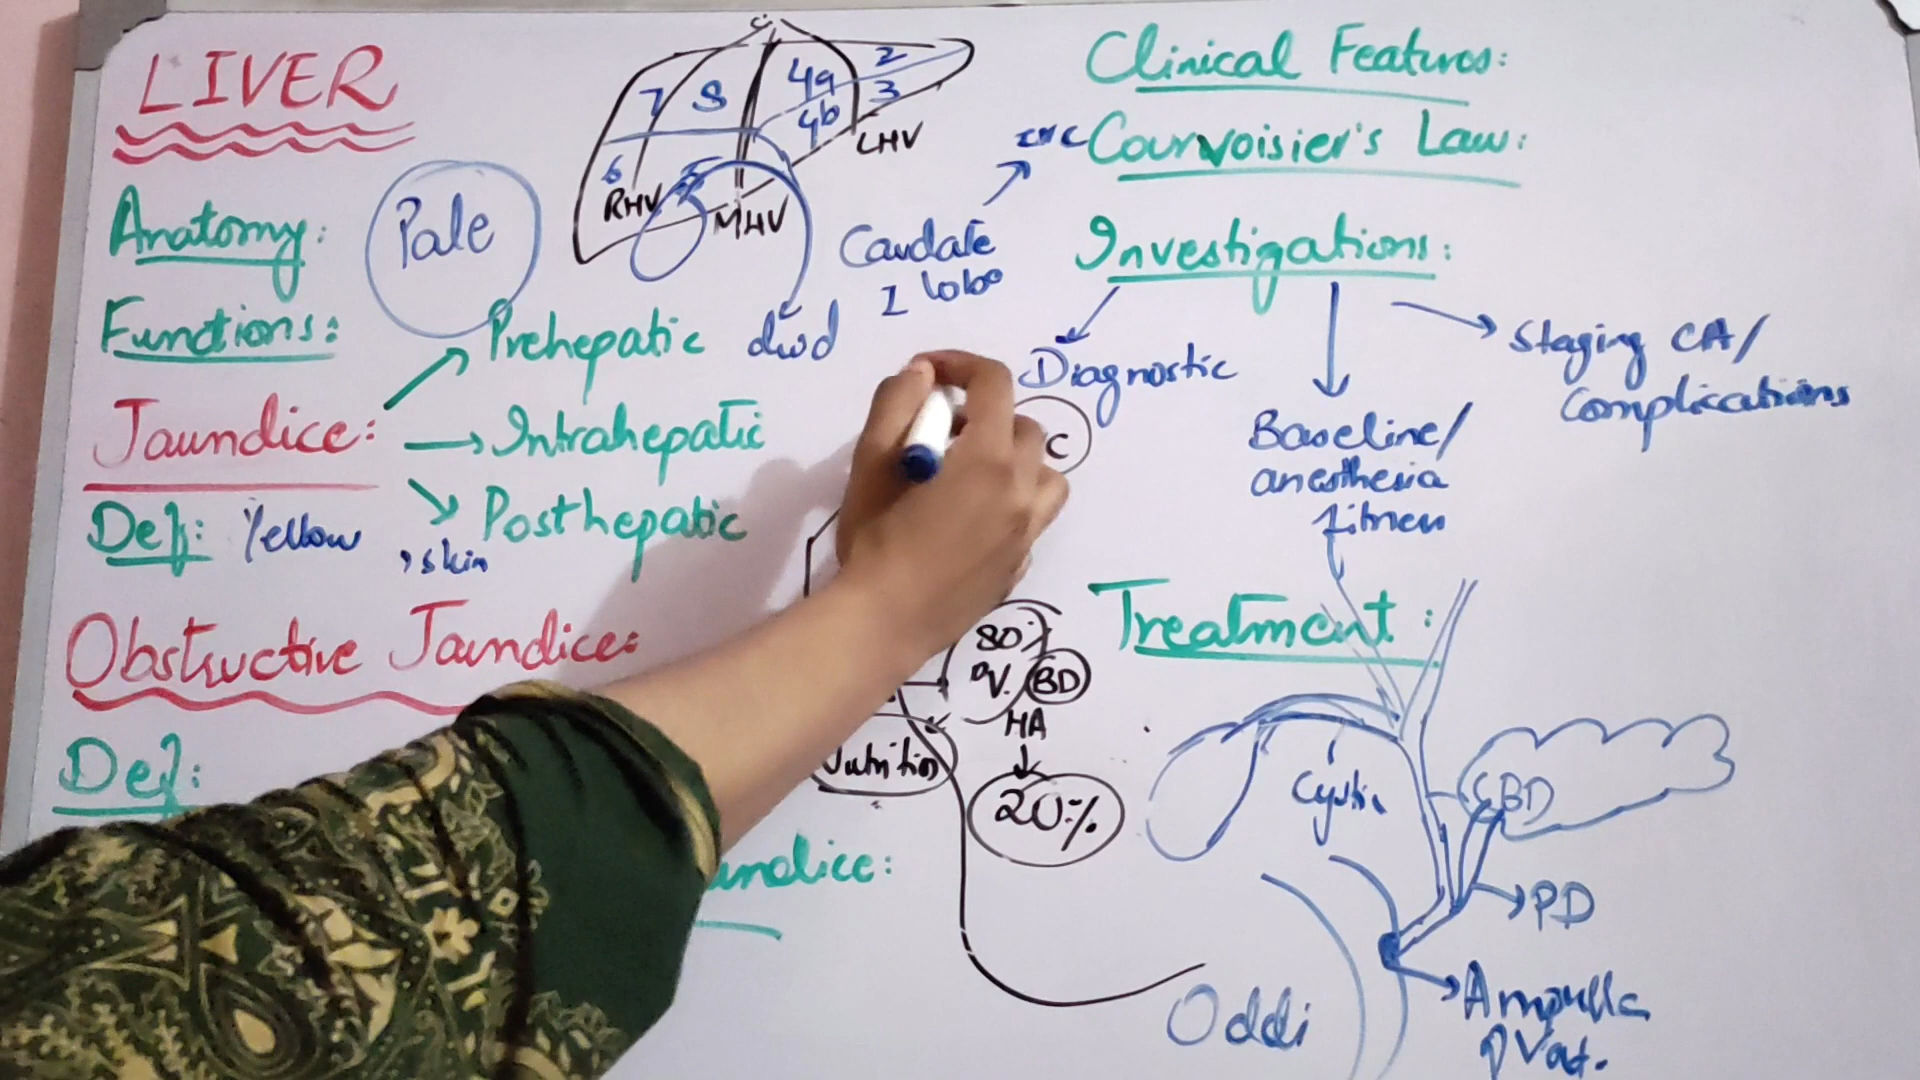 LIVER
Anatomy:
Functions:
Jaundice:
Def: Yellow
, skin
Obstructive Jaundice:
Def:
Pale
Prehepatic
Intrahepatic
Posthepatic
7 8 4a 2
4b 3
6 5
RHV MHV LHV
Caudate
1 lobe
IVC
80%
PV. BD
HA
20%
Nutrition
undice:
C
Clinical Features:
Courvoisier's Law:
Investigations:
Diagnostic
Baseline/
anesthesia
fitness
Staging CA/
Complications
Treatment:
Cystic
CBD
PD
Ampulla
Oddi